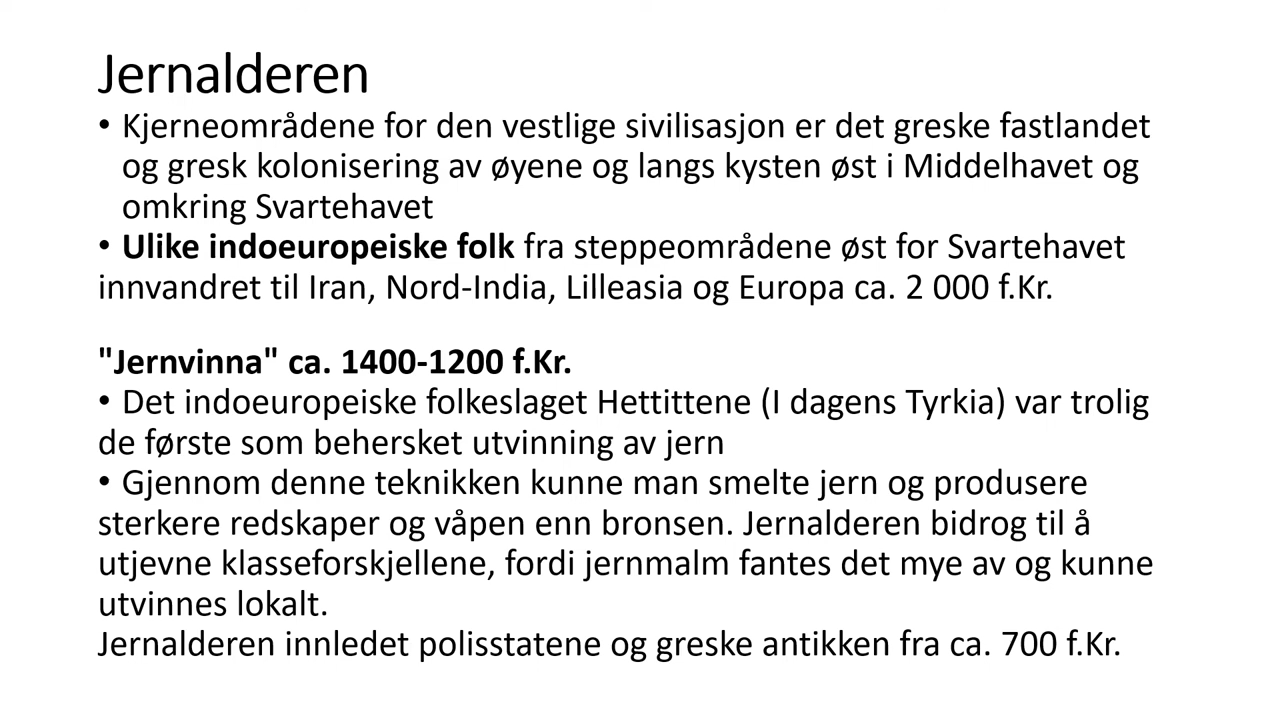 Jernalderen
• Kjerneområdene for den vestlige sivilisasjon er det greske fastlandet
og gresk kolonisering av øyene og langs kysten øst i Middelhavet og
omkring Svartehavet
• Ulike indoeuropeiske folk fra steppeområdene øst for Svartehavet
innvandret til Iran, Nord-India, Lilleasia og Europa ca. 2 000 f.Kr.
"Jernvinna" ca. 1400-1200 f.Kr.
• Det indoeuropeiske folkeslaget Hettittene (I dagens Tyrkia) var trolig
de første som behersket utvinning av jern
• Gjennom denne teknikken kunne man smelte jern og produsere
sterkere redskaper og våpen enn bronsen. Jernalderen bidrog til å
utjevne klasseforskjellene, fordi jernmalm fantes det mye av og kunne
utvinnes lokalt.
Jernalderen innledet polisstatene og greske antikken fra ca. 700 f.Kr.